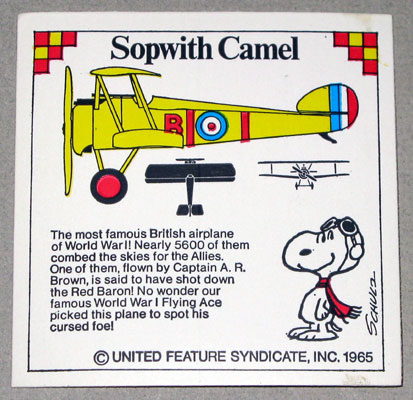 Sopwith Camel
B
The most famous British airplane
of World War I! Nearly 5600 of them
combed the skies for the Allies.
One of them, flown by Captain A. R.
Brown, is said to have shot down
the Red Baron! No wonder our
famous World War I Flying Ace
picked this plane to spot his
cursed foe!
SCHULZ
© UNITED FEATURE SYNDICATE, INC. 1965